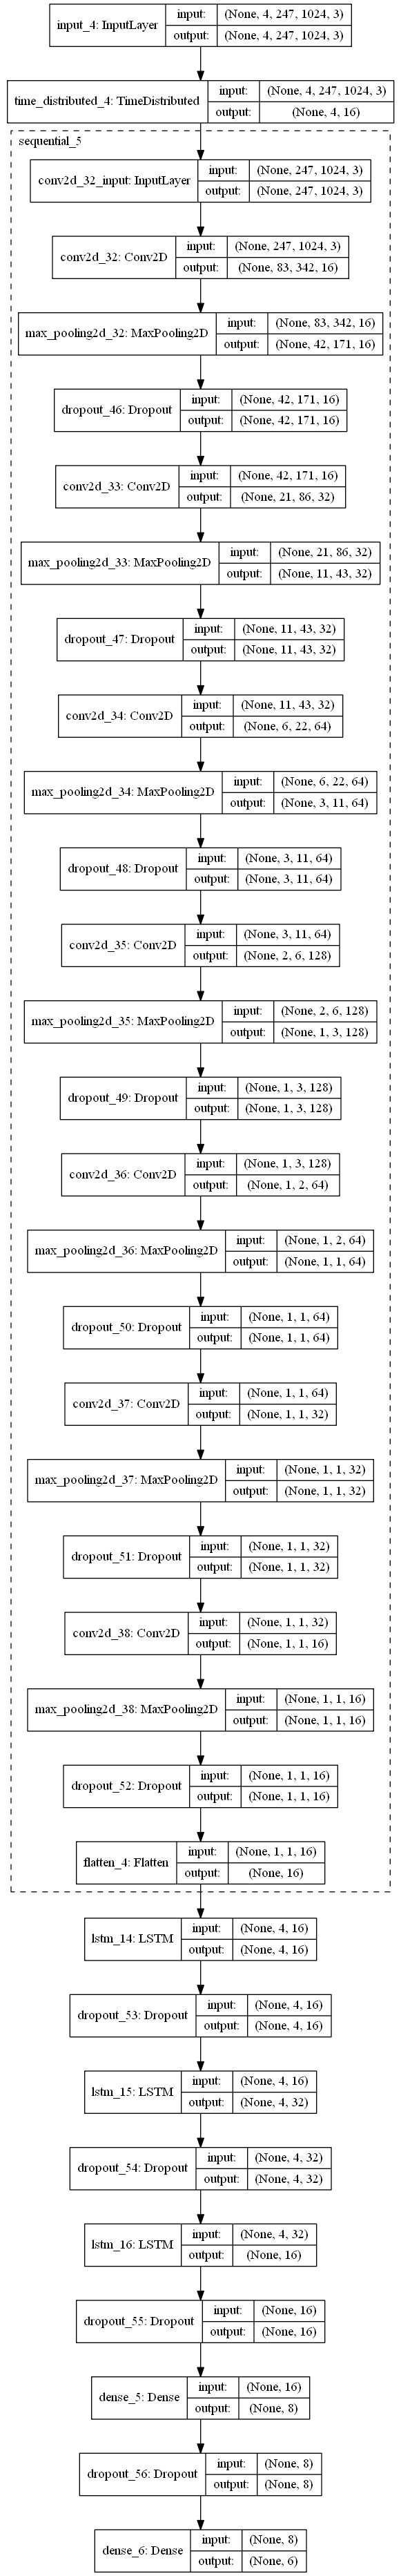 input_4: InputLayer
input: (None, 4, 247, 1024, 3)
output: (None, 4, 247, 1024, 3)
time_distributed_4: TimeDistributed
input: (None, 4, 247, 1024, 3)
output: (None, 4, 16)
sequential_5
conv2d_32_input: InputLayer
input: (None, 247, 1024, 3)
output: (None, 247, 1024, 3)
conv2d_32: Conv2D
input: (None, 247, 1024, 3)
output: (None, 83, 342, 16)
max_pooling2d_32: MaxPooling2D
input: (None, 83, 342, 16)
output: (None, 42, 171, 16)
dropout_46: Dropout
input: (None, 42, 171, 16)
output: (None, 42, 171, 16)
conv2d_33: Conv2D
input: (None, 42, 171, 16)
output: (None, 21, 86, 32)
max_pooling2d_33: MaxPooling2D
input: (None, 21, 86, 32)
output: (None, 11, 43, 32)
dropout_47: Dropout
input: (None, 11, 43, 32)
output: (None, 11, 43, 32)
conv2d_34: Conv2D
input: (None, 11, 43, 32)
output: (None, 6, 22, 64)
max_pooling2d_34: MaxPooling2D
input: (None, 6, 22, 64)
output: (None, 3, 11, 64)
dropout_48: Dropout
input: (None, 3, 11, 64)
output: (None, 3, 11, 64)
conv2d_35: Conv2D
input: (None, 3, 11, 64)
output: (None, 2, 6, 128)
max_pooling2d_35: MaxPooling2D
input: (None, 2, 6, 128)
output: (None, 1, 3, 128)
dropout_49: Dropout
input: (None, 1, 3, 128)
output: (None, 1, 3, 128)
conv2d_36: Conv2D
input: (None, 1, 3, 128)
output: (None, 1, 2, 64)
max_pooling2d_36: MaxPooling2D
input: (None, 1, 2, 64)
output: (None, 1, 1, 64)
dropout_50: Dropout
input: (None, 1, 1, 64)
output: (None, 1, 1, 64)
conv2d_37: Conv2D
input: (None, 1, 1, 64)
output: (None, 1, 1, 32)
max_pooling2d_37: MaxPooling2D
input: (None, 1, 1, 32)
output: (None, 1, 1, 32)
dropout_51: Dropout
input: (None, 1, 1, 32)
output: (None, 1, 1, 32)
conv2d_38: Conv2D
input: (None, 1, 1, 32)
output: (None, 1, 1, 16)
max_pooling2d_38: MaxPooling2D
input: (None, 1, 1, 16)
output: (None, 1, 1, 16)
dropout_52: Dropout
input: (None, 1, 1, 16)
output: (None, 1, 1, 16)
flatten_4: Flatten
input: (None, 1, 1, 16)
output: (None, 16)
lstm_14: LSTM
input: (None, 4, 16)
output: (None, 4, 16)
dropout_53: Dropout
input: (None, 4, 16)
output: (None, 4, 16)
lstm_15: LSTM
input: (None, 4, 16)
output: (None, 4, 32)
dropout_54: Dropout
input: (None, 4, 32)
output: (None, 4, 32)
lstm_16: LSTM
input: (None, 4, 32)
output: (None, 16)
dropout_55: Dropout
input: (None, 16)
output: (None, 16)
dense_5: Dense
input: (None, 16)
output: (None, 8)
dropout_56: Dropout
input: (None, 8)
output: (None, 8)
dense_6: Dense
input: (None, 8)
output: (None, 6)